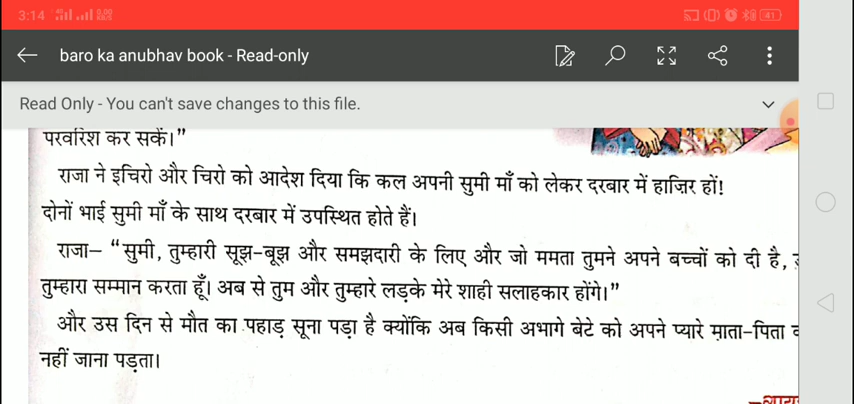 3:14
41
baro ka anubhav book - Read-only
Read Only - You can't save changes to this file.
परवरिश कर सकें।”
राजा ने इचिरो और चिरो को आदेश दिया कि कल अपनी सुमी माँ को लेकर दरबार में हाज़िर हों!
दोनों भाई सुमी माँ के साथ दरबार में उपस्थित होते हैं।
राजा– “सुमी, तुम्हारी सूझ-बूझ और समझदारी के लिए और जो ममता तुमने अपने बच्चों को दी है,
तुम्हारा सम्मान करता हूँ। अब से तुम और तुम्हारे लड़के मेरे शाही सलाहकार होंगे।”
और उस दिन से मौत का पहाड़ सूना पड़ा है क्योंकि अब किसी अभागे बेटे को अपने प्यारे माता-पिता
नहीं जाना पड़ता।